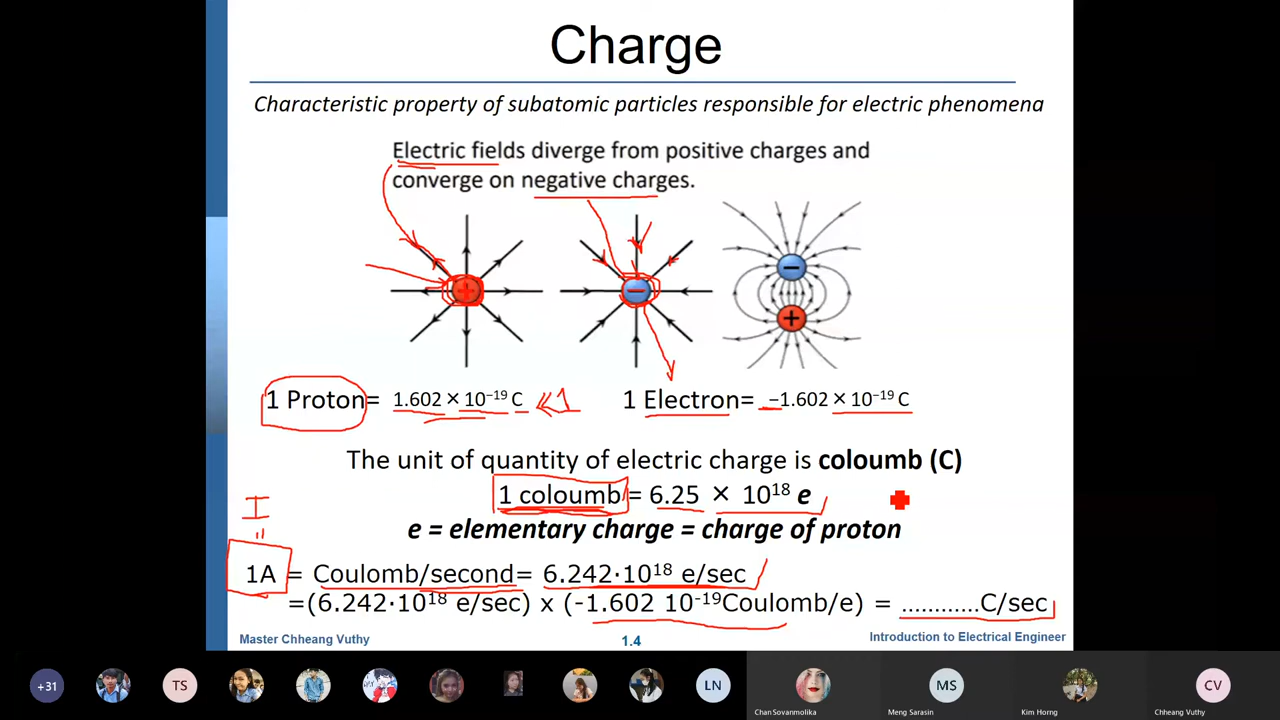 Charge
Characteristic property of subatomic particles responsible for electric phenomena
Electric fields diverge from positive charges and
converge on negative charges.
+
−
−
+
1 Proton= 1.602 × 10⁻¹⁹ C <<1
1 Electron= −1.602 × 10⁻¹⁹ C
The unit of quantity of electric charge is coloumb (C)
1 coloumb = 6.25 × 10¹⁸ e
e = elementary charge = charge of proton
I
=
1A = Coulomb/second= 6.242·10¹⁸ e/sec
=(6.242·10¹⁸ e/sec) x (-1.602 10⁻¹⁹Coulomb/e) = ............C/sec
Master Chheang Vuthy
1.4
Introduction to Electrical Engineer
+31
TS
LN
MS
CV
Chan Sovanmolika
Meng Sarasin
Kim Horng
Chheang Vuthy